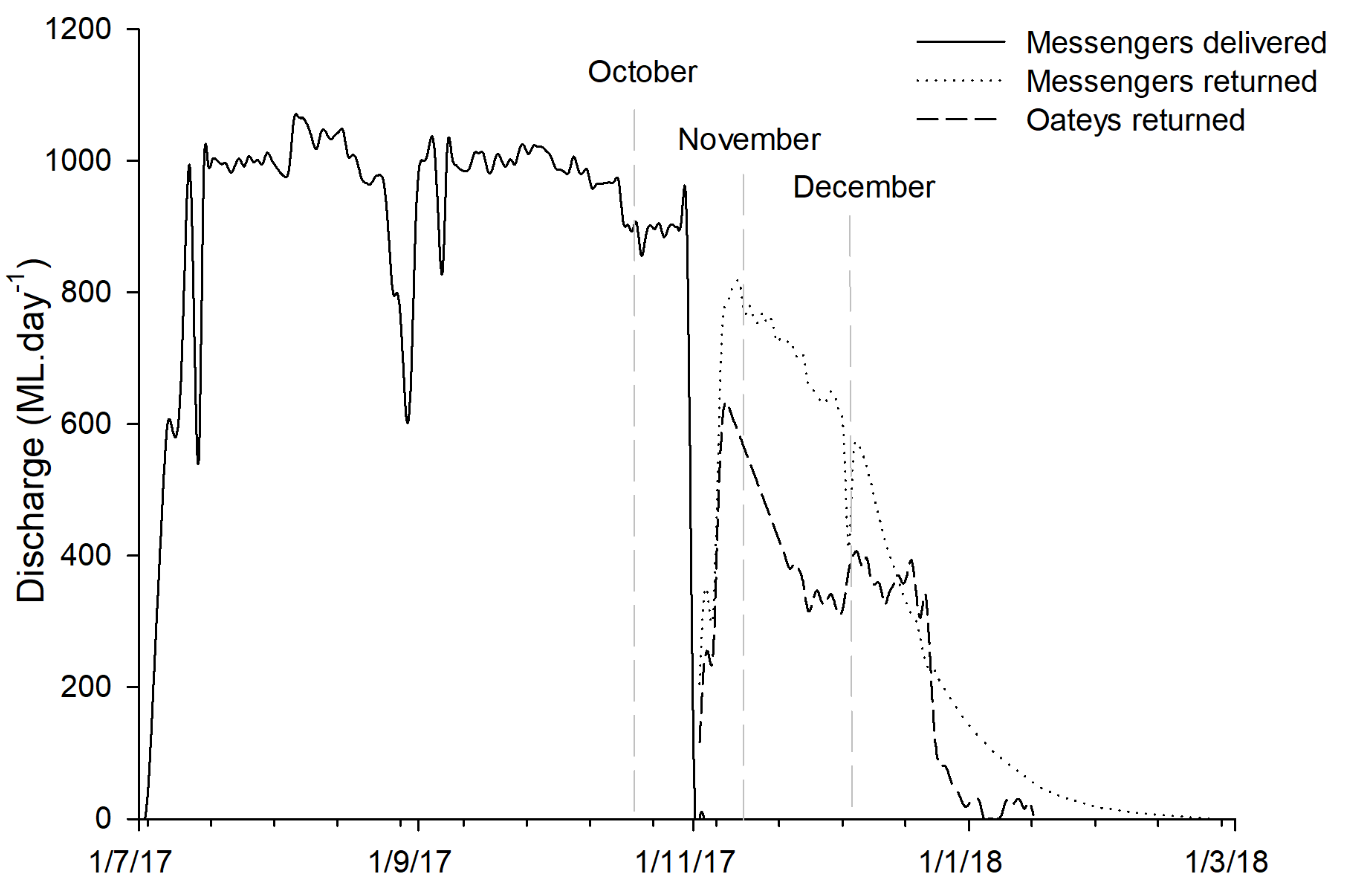 1200
1000
800
600
400
200
0
Discharge (ML.day-1)
October
November
December
Messengers delivered
Messengers returned
Oateys returned
1/7/17
1/9/17
1/11/17
1/1/18
1/3/18